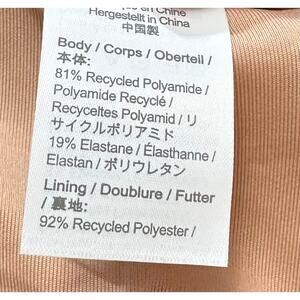 en Chine
Hergestellt in China
中国製
Body / Corps / Oberteil /
本体:
81% Recycled Polyamide /
Polyamide Recyclé /
Recyceltes Polyamid / リ
サイクルポリアミド
19% Elastane / Élasthanne /
Elastan / ポリウレタン
Lining / Doublure / Futter
/ 裏地:
92% Recycled Polyester /